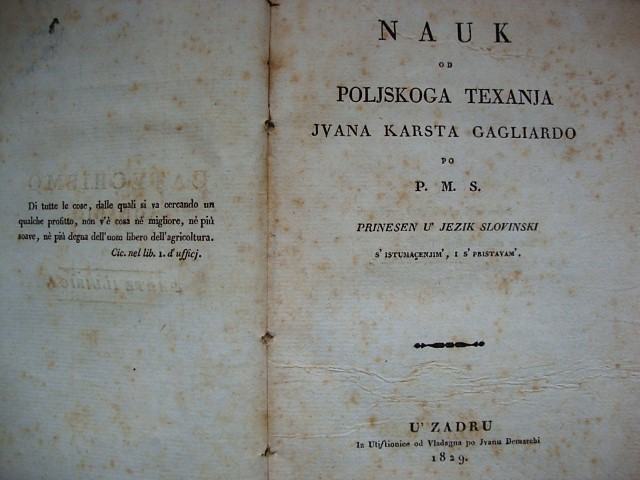 Di tutte le cose, dalle quali si va cercando un
qualche profitto, non v'è cosa nè migliore, nè più
soave, nè più degna dell'uom libero dell'agricoltura.
Cic. nel lib. 1. d'ufficj.
NAUK
OD
POLJSKOGA TEXANJA
JVANA KARSTA GAGLIARDO
PO
P. M. S.
PRINESEN U' JEZIK SLOVINSKI
S' ISTUMAÇENJIM', I S' PRISTAVAM'.
U' ZADRU
Iz Utiſtionice od Vladagna po Jvanu Demarchi
1829.